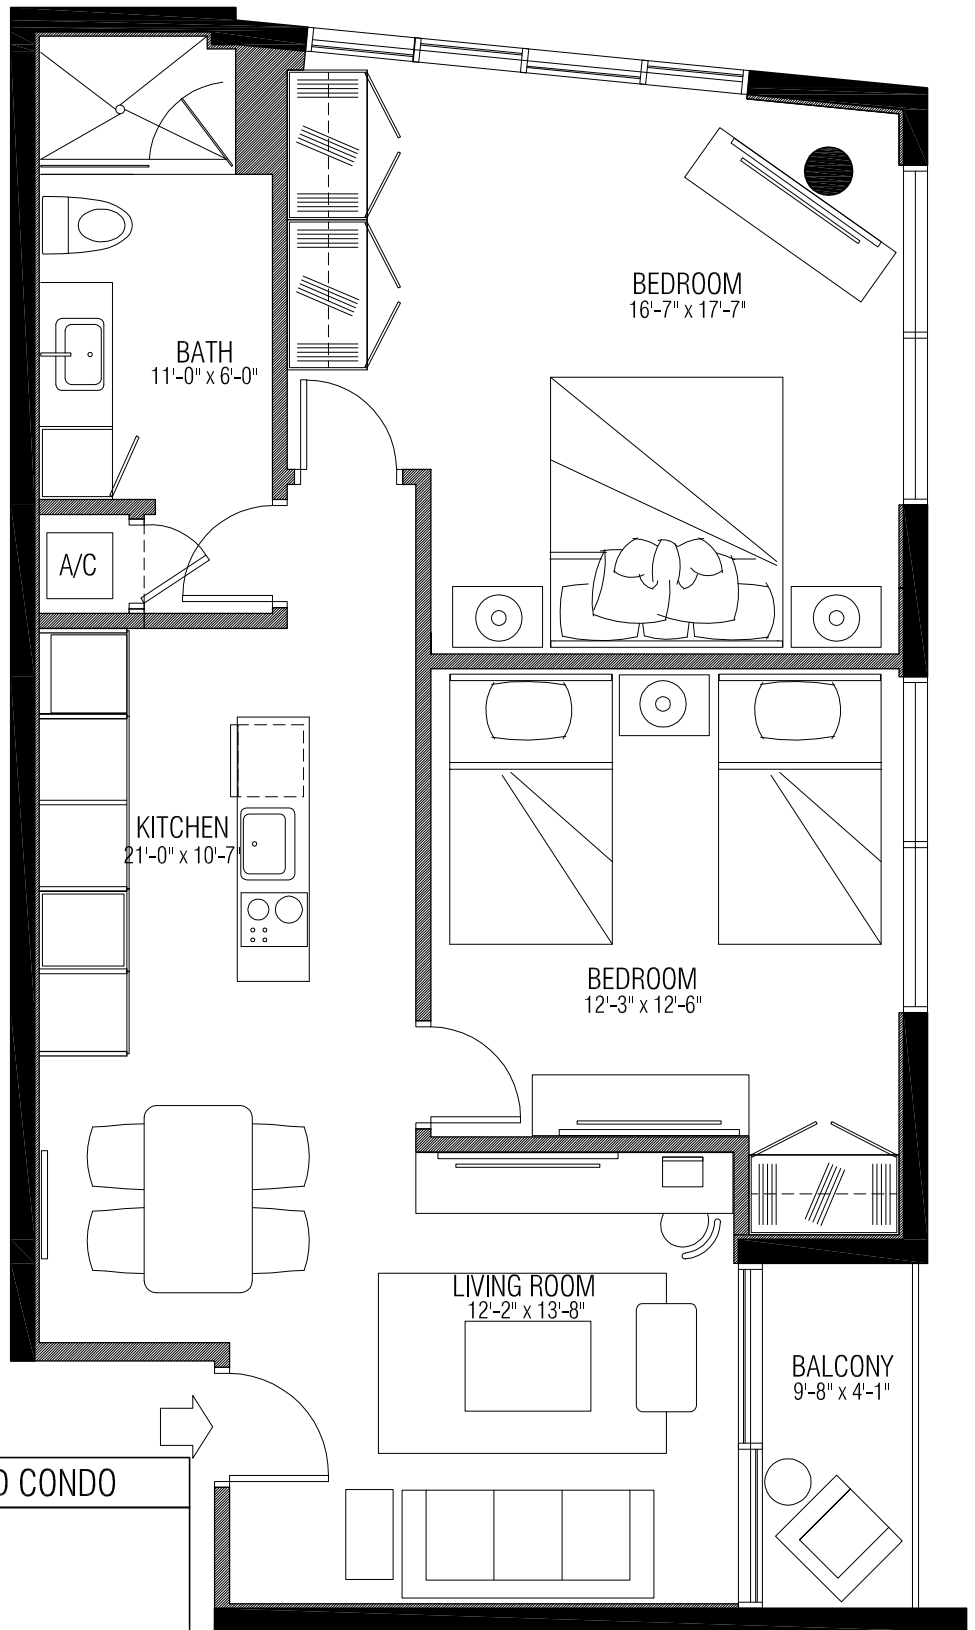 BEDROOM
16'-7" x 17'-7"
BATH
11'-0" x 6'-0"
A/C
KITCHEN
21'-0" x 10'-7"
BEDROOM
12'-3" x 12'-6"
LIVING ROOM
12'-2" x 13'-8"
BALCONY
9'-8" x 4'-1"
CONDO